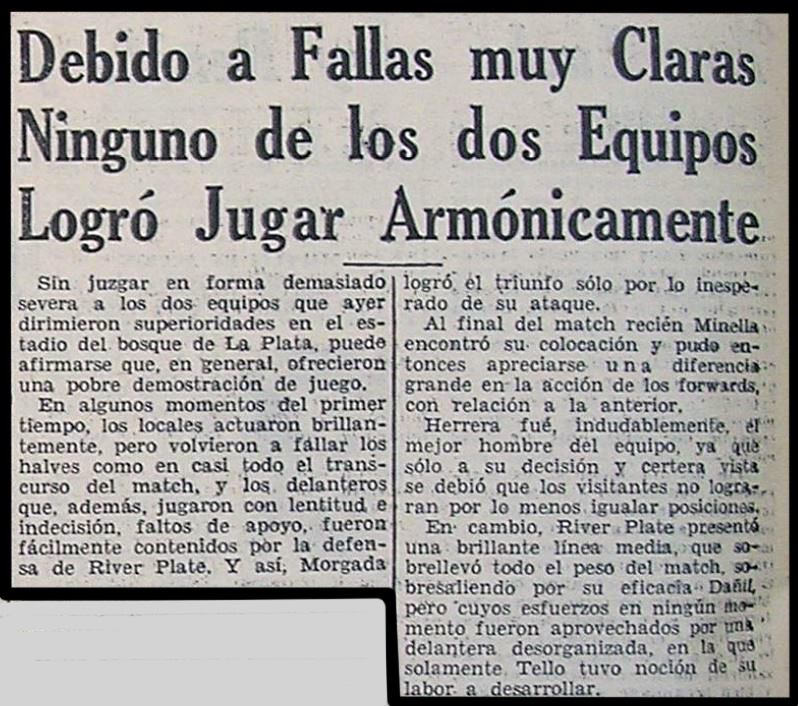 Debido a Fallas muy Claras
Ninguno de los dos Equipos
Logró Jugar Armónicamente
Sin juzgar en forma demasiado
severa a los dos equipos que ayer
dirimieron superioridades en el es-
tadio del bosque de La Plata, puede
afirmarse que, en general, ofrecieron
una pobre demostración de juego.
En algunos momentos del primer
tiempo, los locales actuaron brillan-
temente, pero volvieron a fallar los
halves como en casi todo el trans-
curso del match, y los delanteros
que, además, jugaron con lentitud e
indecisión, faltos de apoyo, fueron
fácilmente contenidos por la defen-
sa de River Plate. Y así, Morgada
logró el triunfo sólo por lo inespe-
rado de su ataque.
Al final del match recién Minella
encontró su colocación y pudo en-
tonces apreciarse una diferencia
grande en la acción de los forwards,
con relación a la anterior.
Herrera fué, indudablemente, el
mejor hombre del equipo, ya que
sólo a su decisión y certera vista
se debió que los visitantes no logra-
ran por lo menos igualar posiciones.
En cambio, River Plate presentó
una brillante línea media, que so-
brellevó todo el peso del match, so-
bresaliendo por su eficacia Dañil,
pero cuyos esfuerzos en ningún mo-
mento fueron aprovechados por una
delantera desorganizada, en la que
solamente Tello tuvo noción de su
labor a desarrollar.